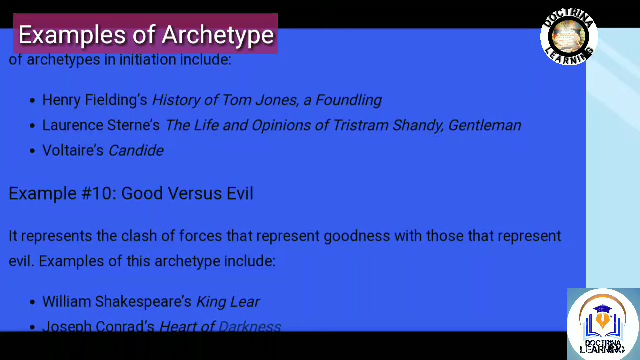 Examples of Archetype
DOCTRINA
LEARNING
of archetypes in initiation include:
• Henry Fielding's History of Tom Jones, a Foundling
• Laurence Sterne's The Life and Opinions of Tristram Shandy, Gentleman
• Voltaire's Candide
Example #10: Good Versus Evil
It represents the clash of forces that represent goodness with those that represent
evil. Examples of this archetype include:
• William Shakespeare's King Lear
• Joseph Conrad's Heart of Darkness
DOCTRINA
LEARNING